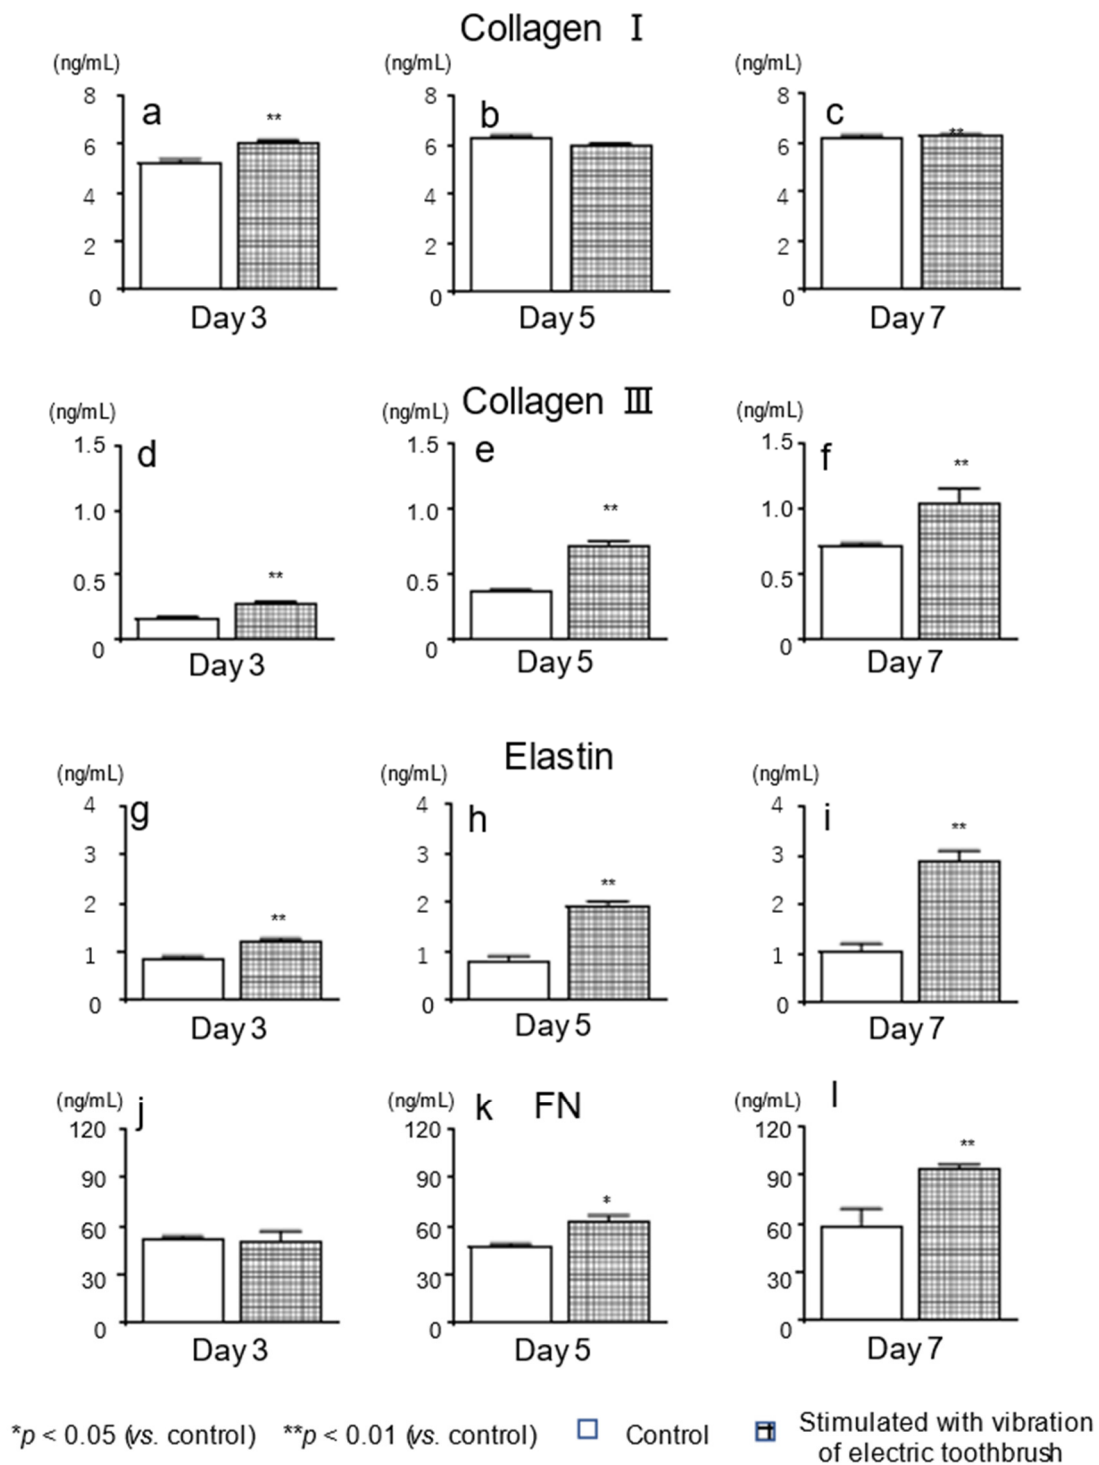 Collagen Ⅰ
(ng/mL) (ng/mL) (ng/mL)
8 a ** 8 b 8 c **
6 6 6
4 4 4
2 2 2
0 0 0
Day 3 Day 5 Day 7
Collagen Ⅲ
(ng/mL) (ng/mL) (ng/mL)
1.5 d 1.5 e 1.5 f **
1.0 1.0 ** 1.0
0.5 ** 0.5 0.5
0 0 0
Day 3 Day 5 Day 7
Elastin
(ng/mL) (ng/mL) (ng/mL)
4 g 4 h 4 i **
3 3 ** 3
2 ** 2 2
1 1 1
0 0 0
Day 3 Day 5 Day 7
(ng/mL) j (ng/mL) k FN (ng/mL) l
120 120 120 **
90 90 * 90
60 60 60
30 30 30
0 0 0
Day 3 Day 5 Day 7
*p < 0.05 (vs. control) **p < 0.01 (vs. control) Control Stimulated with vibration
of electric toothbrush